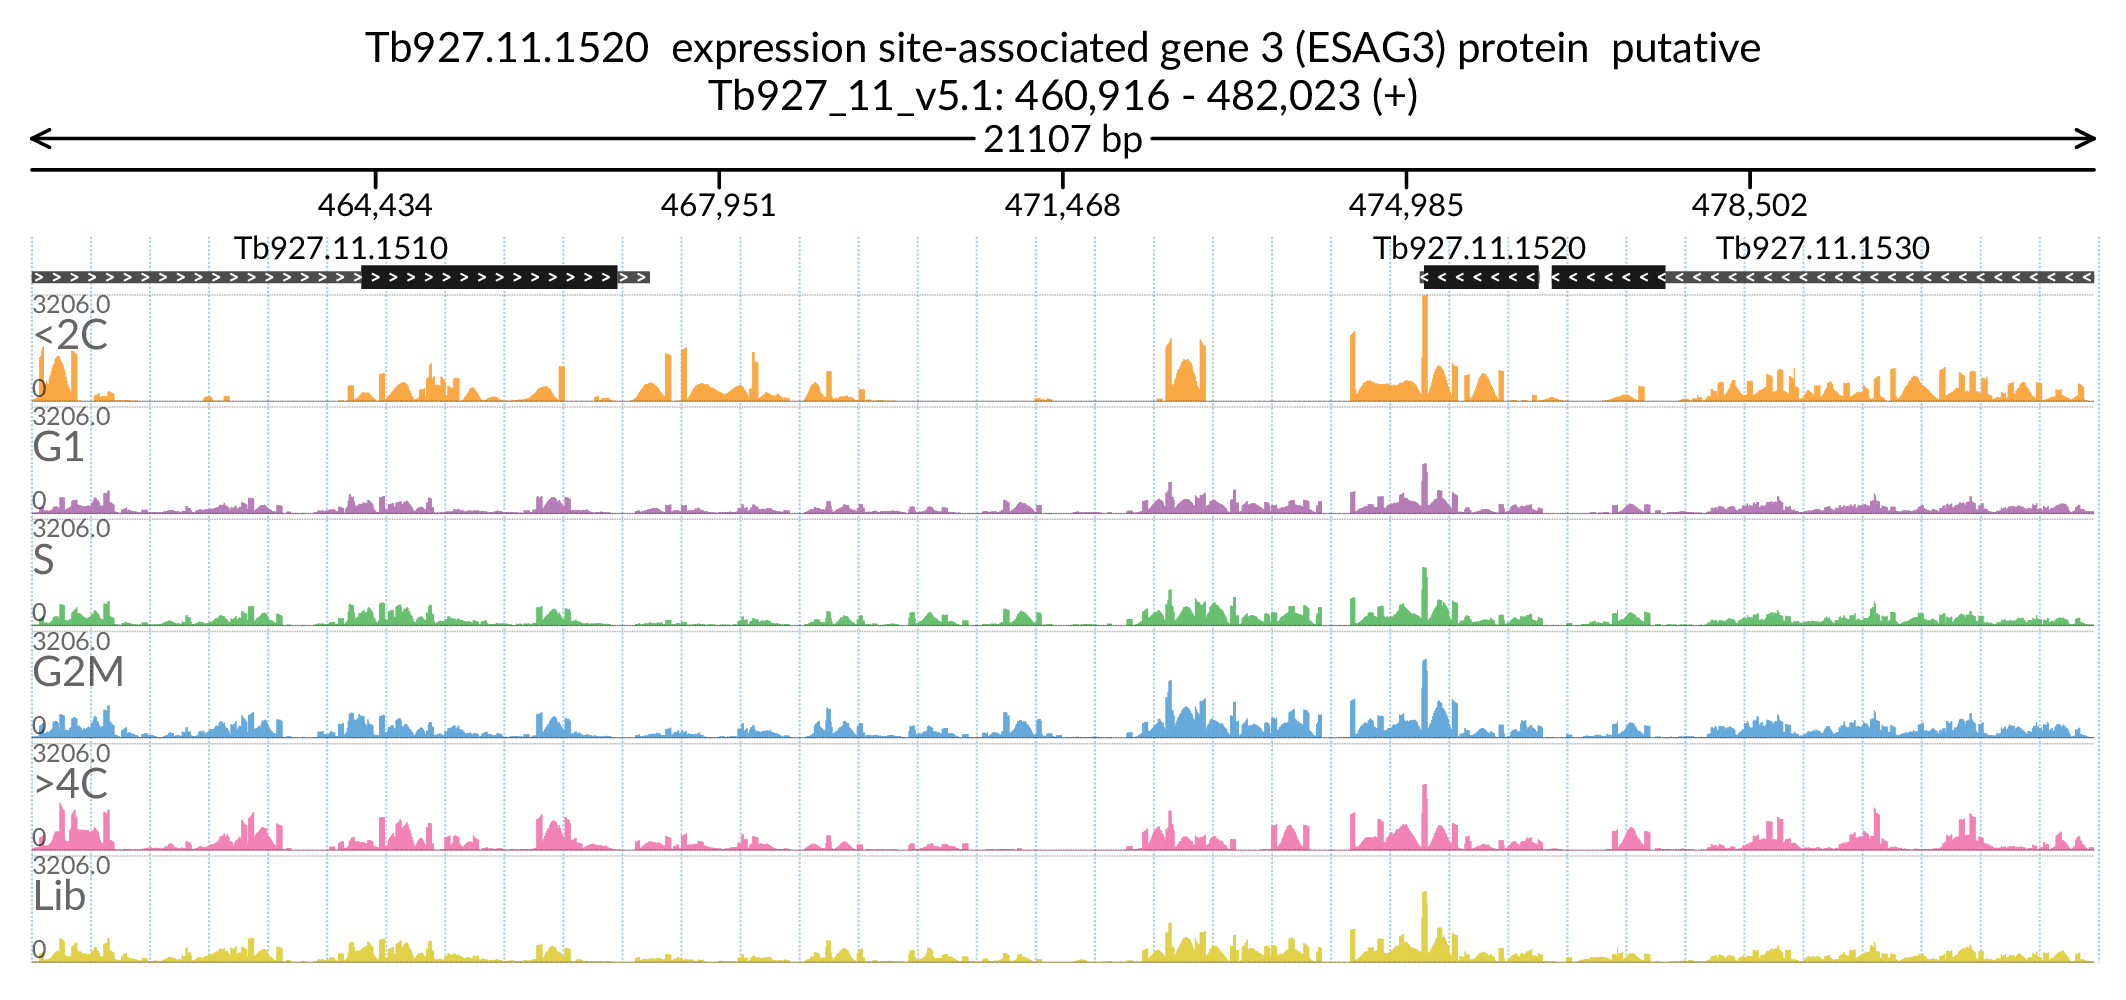 Tb927.11.1520  expression site-associated gene 3 (ESAG3) protein  putative
Tb927_11_v5.1: 460,916 - 482,023 (+)
21107 bp
464,434 467,951 471,468 474,985 478,502
Tb927.11.1510 Tb927.11.1520 Tb927.11.1530
3206.0
<2C
0
3206.0
G1
0
3206.0
S
0
3206.0
G2M
0
3206.0
>4C
0
3206.0
Lib
0